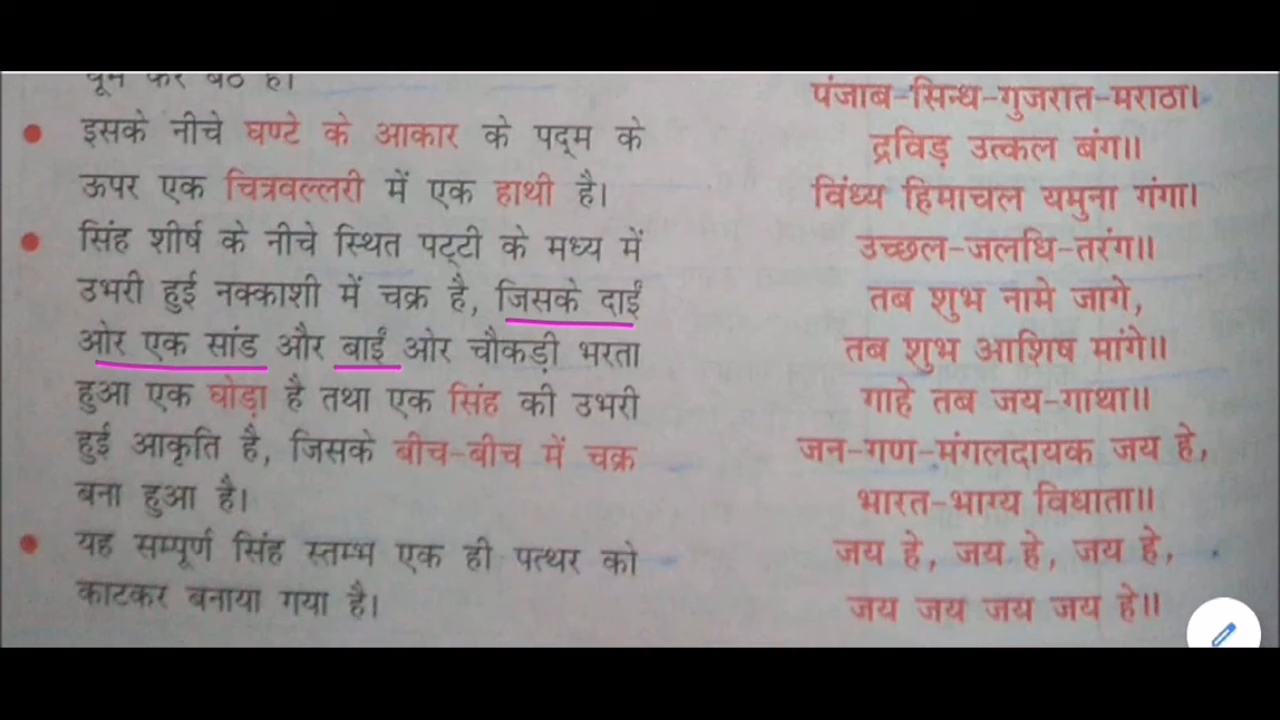 घूम कर बैठे हैं।
इसके नीचे घण्टे के आकार के पद्म के
ऊपर एक चित्रवल्लरी में एक हाथी है।
सिंह शीर्ष के नीचे स्थित पट्टी के मध्य में
उभरी हुई नक्काशी में चक्र है, जिसके दाईं
ओर एक सांड और बाईं ओर चौकड़ी भरता
हुआ एक घोड़ा है तथा एक सिंह की उभरी
हुई आकृति है, जिसके बीच-बीच में चक्र
बना हुआ है।
यह सम्पूर्ण सिंह स्तम्भ एक ही पत्थर को
काटकर बनाया गया है।
पंजाब-सिन्ध-गुजरात-मराठा।
द्रविड़ उत्कल बंग॥
विंध्य हिमाचल यमुना गंगा।
उच्छल-जलधि-तरंग॥
तब शुभ नामे जागे,
तब शुभ आशिष मांगे॥
गाहे तब जय-गाथा॥
जन-गण-मंगलदायक जय हे,
भारत-भाग्य विधाता॥
जय हे, जय हे, जय हे,
जय जय जय जय हे॥